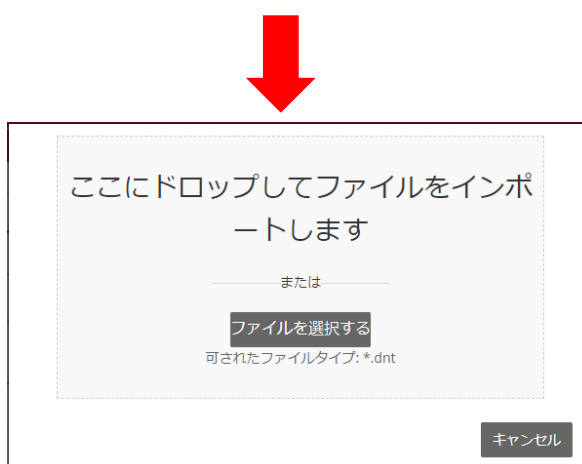 ここにドロップしてファイルをインポ
ートします
または
ファイルを選択する
可されたファイルタイプ: *.dnt
キャンセル